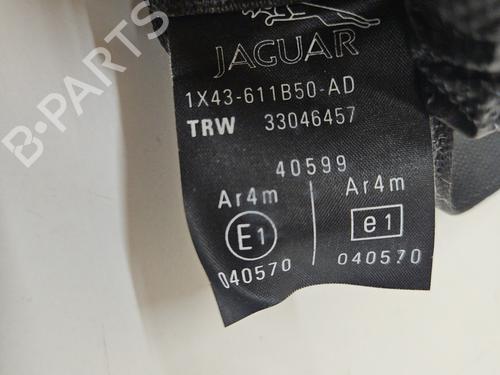 JAGUAR
1X43-611B50-AD
TRW 33046457
40599
Ar4m Ar4m
E1 e1
040570 040570
B-PARTS